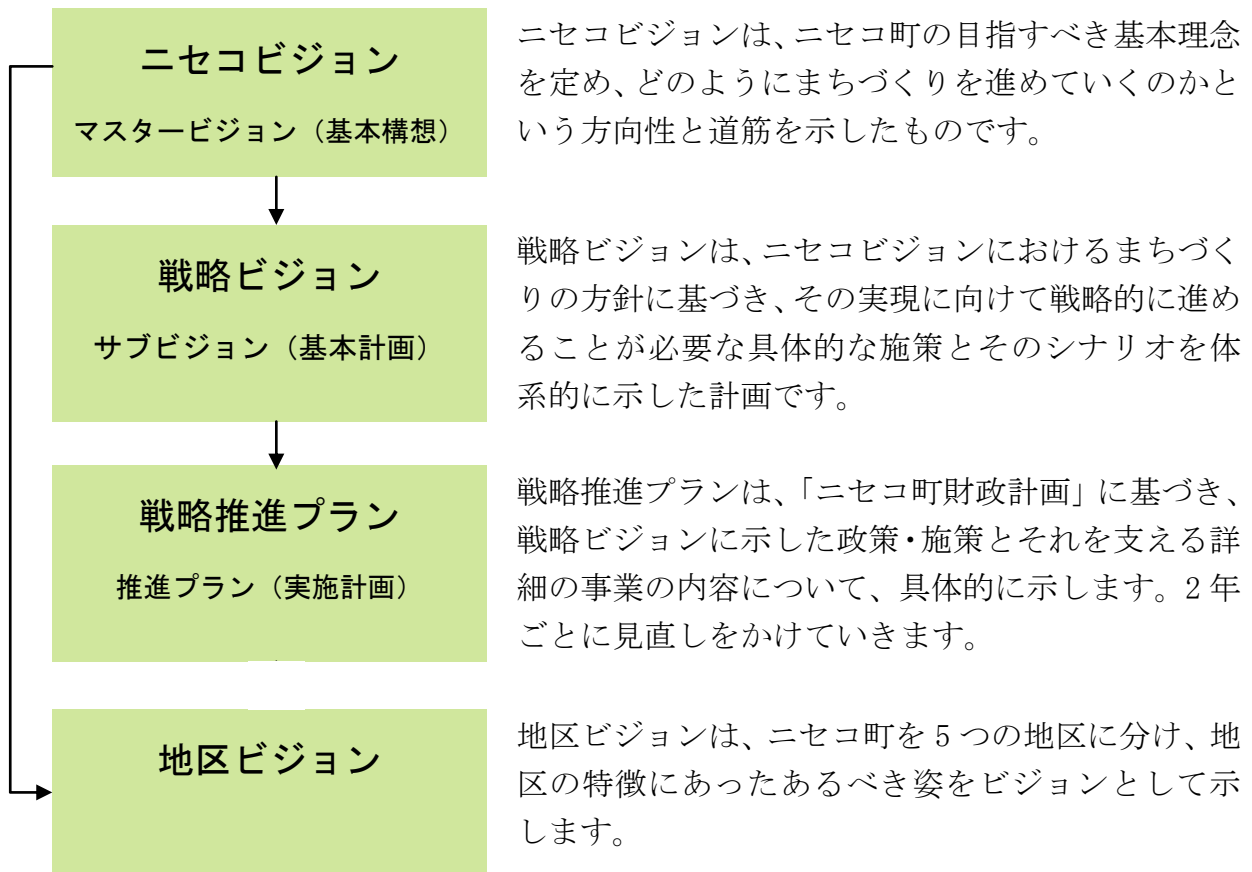 ニセコビジョン
マスタービジョン（基本構想）
ニセコビジョンは、ニセコ町の目指すべき基本理念
を定め、どのようにまちづくりを進めていくのかと
いう方向性と道筋を示したものです。
戦略ビジョン
サブビジョン（基本計画）
戦略ビジョンは、ニセコビジョンにおけるまちづく
りの方針に基づき、その実現に向けて戦略的に進め
ることが必要な具体的な施策とそのシナリオを体
系的に示した計画です。
戦略推進プラン
推進プラン（実施計画）
戦略推進プランは、「ニセコ町財政計画」に基づき、
戦略ビジョンに示した政策・施策とそれを支える詳
細の事業の内容について、具体的に示します。2 年
ごとに見直しをかけていきます。
地区ビジョン
地区ビジョンは、ニセコ町を 5 つの地区に分け、地
区の特徴にあったあるべき姿をビジョンとして示
します。